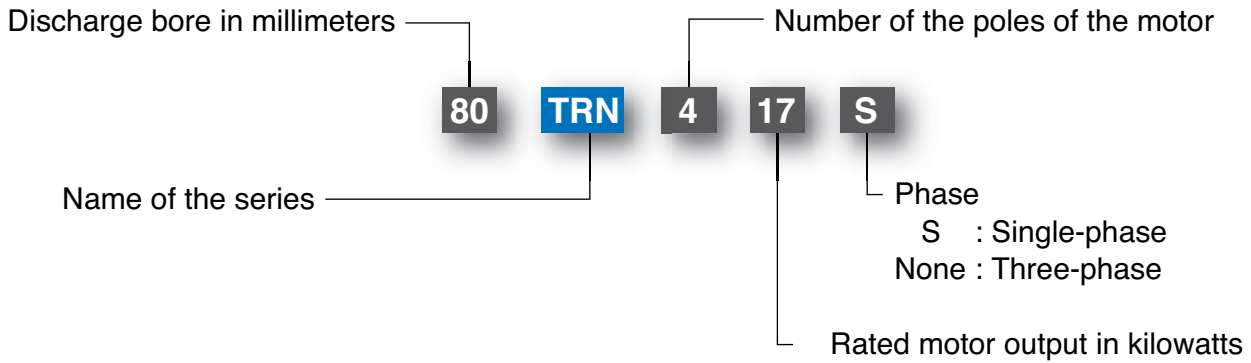 Discharge bore in millimeters
Number of the poles of the motor
80 TRN 4 17 S
Name of the series
Phase
S : Single-phase
None : Three-phase
Rated motor output in kilowatts